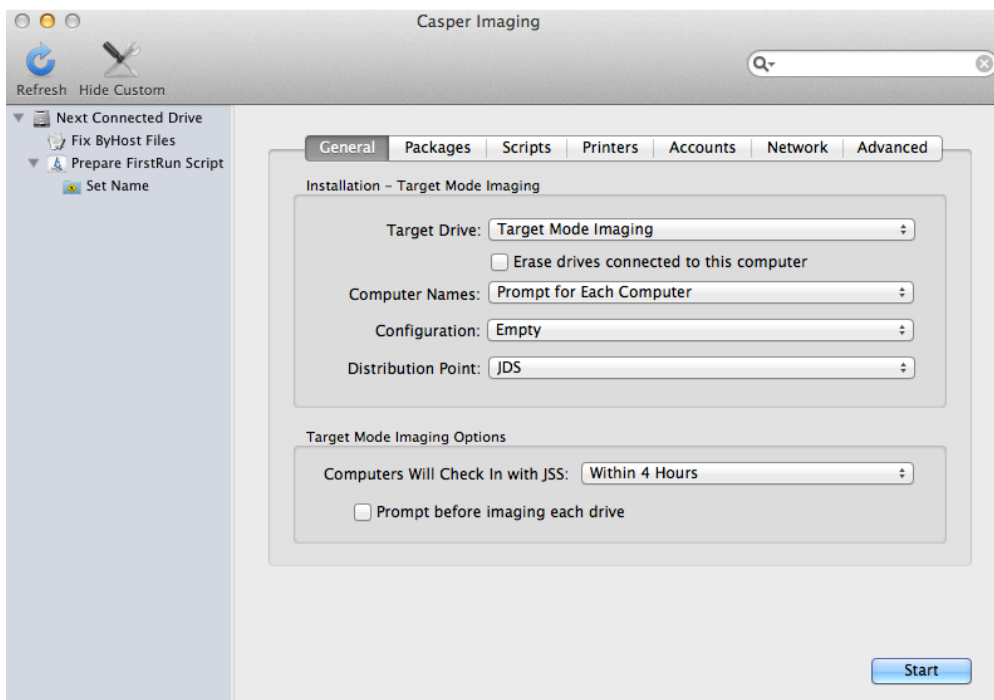 Casper Imaging
Refresh Hide Custom
Next Connected Drive
Fix ByHost Files
Prepare FirstRun Script
Set Name
General Packages Scripts Printers Accounts Network Advanced
Installation – Target Mode Imaging
Target Drive: Target Mode Imaging
Erase drives connected to this computer
Computer Names: Prompt for Each Computer
Configuration: Empty
Distribution Point: JDS
Target Mode Imaging Options
Computers Will Check In with JSS: Within 4 Hours
Prompt before imaging each drive
Start